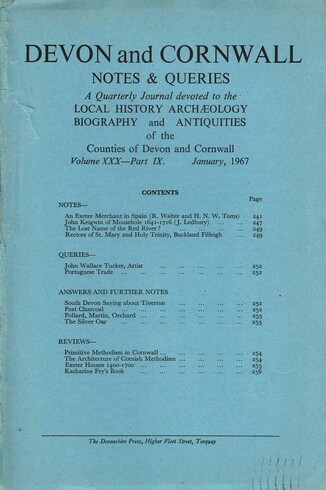 DEVON and CORNWALL
NOTES & QUERIES
A Quarterly Journal devoted to the
LOCAL HISTORY ARCHÆOLOGY
BIOGRAPHY and ANTIQUITIES
of the
Counties of Devon and Cornwall
Volume XXX—Part IX. January, 1967
CONTENTS
Page
NOTES—
An Exeter Merchant in Spain (R. Walter and H. N. W. Toms) 241
John Keigwin of Mousehole 1641-1716 (J. Ledbury) ... ... 247
The Lost Name of the Red River? ... ... ... ... 249
Rectors of St. Mary and Holy Trinity, Buckland Filleigh ... 249
QUERIES—
John Wallace Tucker, Artist ... ... ... ... 252
Portuguese Trade ... ... ... ... ... 252
ANSWERS AND FURTHER NOTES
South Devon Saying about Tiverton ... ... ... ... 252
Peat Charcoal ... ... ... ... ... ... 252
Pollard, Martin, Orchard ... ... ... ... ... 253
The Silver Oar ... ... ... ... ... ... 253
REVIEWS—
Primitive Methodism in Cornwall ... ... ... ... ... 254
The Architecture of Cornish Methodism ... ... ... ... 254
Exeter Houses 1400-1700 ... ... ... ... ... 255
Katharine Fry's Book ... ... ... ... ... 256
The Devonshire Press, Higher Fleet Street, Torquay